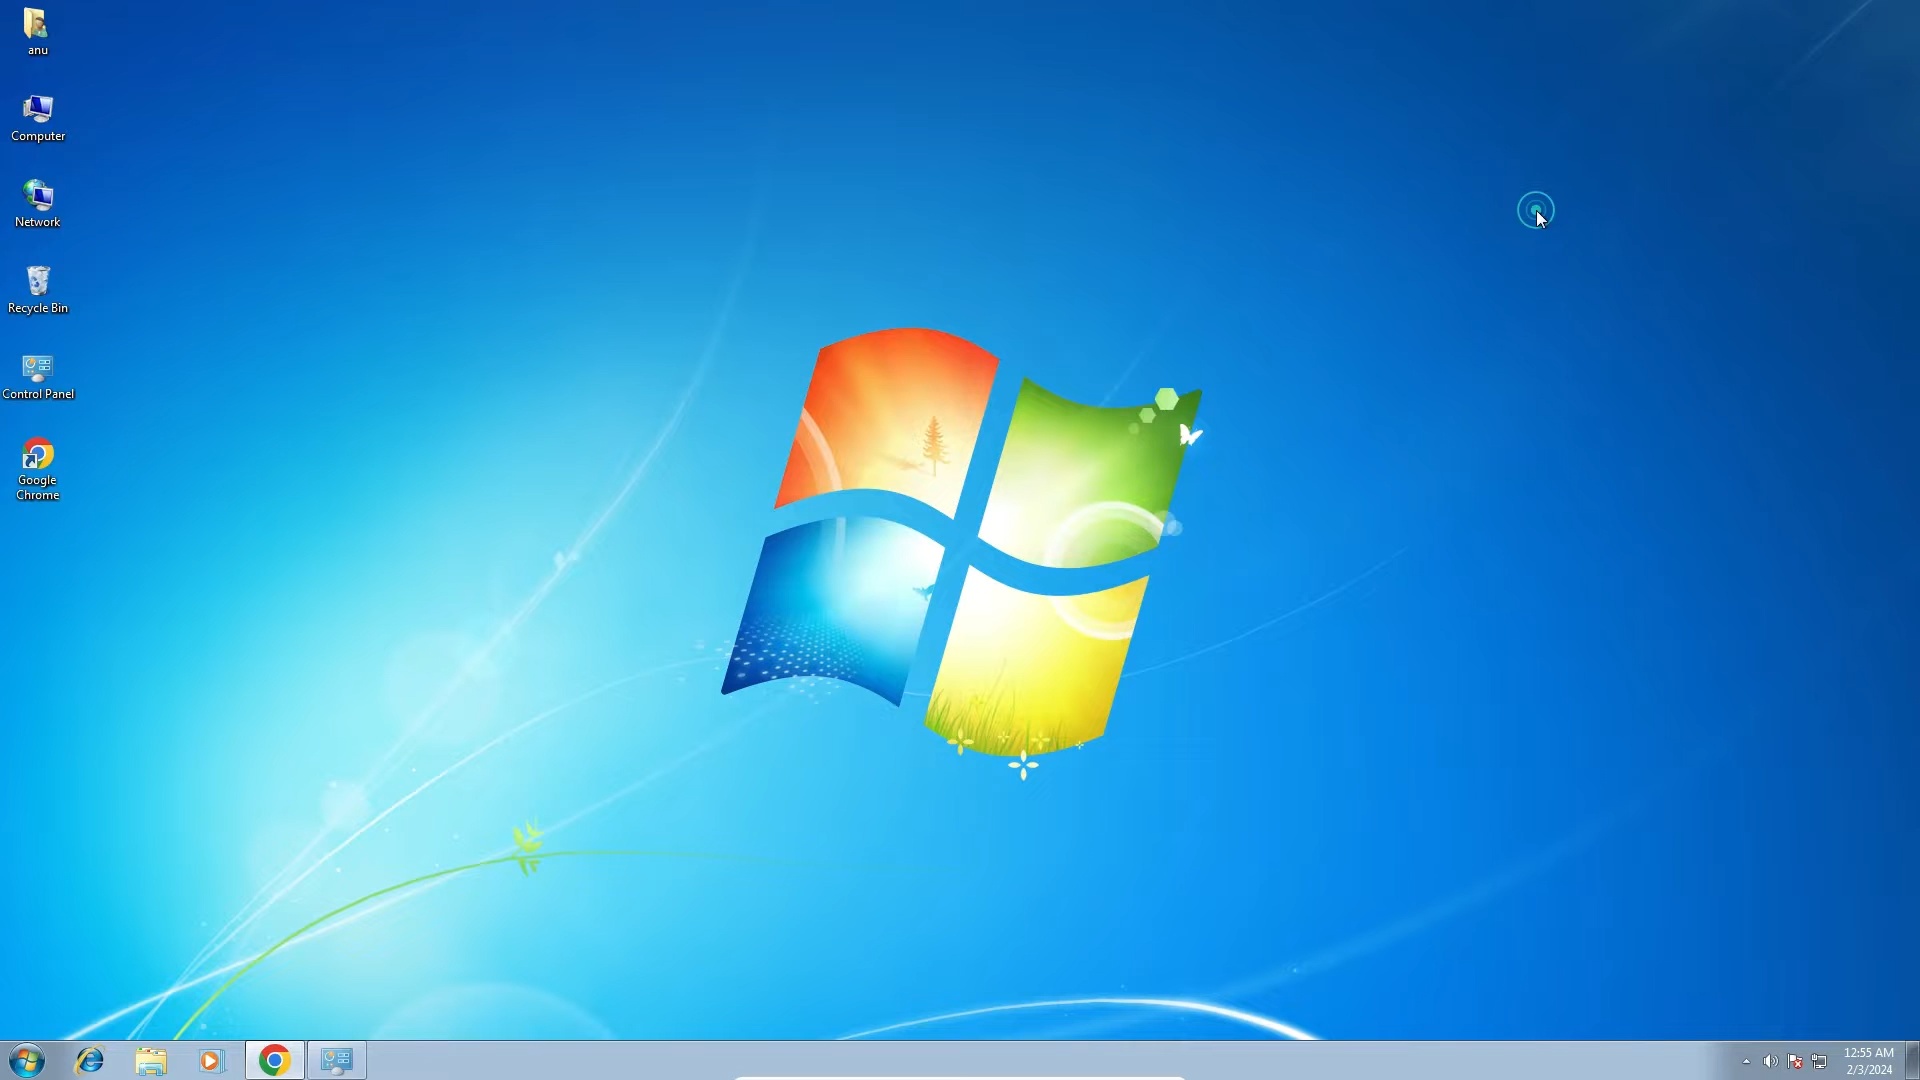 anu
Computer
Network
Recycle Bin
Control Panel
Google
Chrome
12:55 AM
2/3/2024